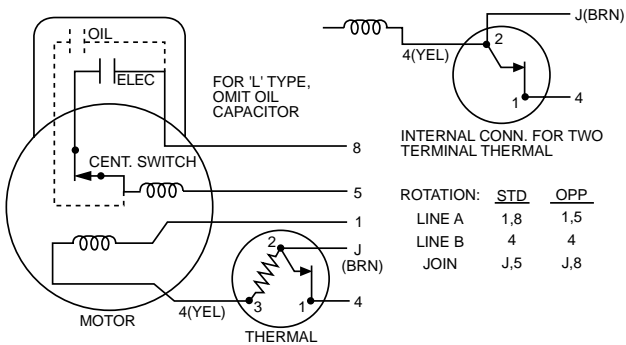 OIL
ELEC
CENT. SWITCH
FOR 'L' TYPE,
OMIT OIL
CAPACITOR
8
5
1
J
(BRN)
4
2
3
1
4(YEL)
MOTOR
THERMAL
J(BRN)
2
4(YEL)
1
4
INTERNAL CONN. FOR TWO
TERMINAL THERMAL
ROTATION: STD OPP
LINE A 1,8 1,5
LINE B 4 4
JOIN J,5 J,8